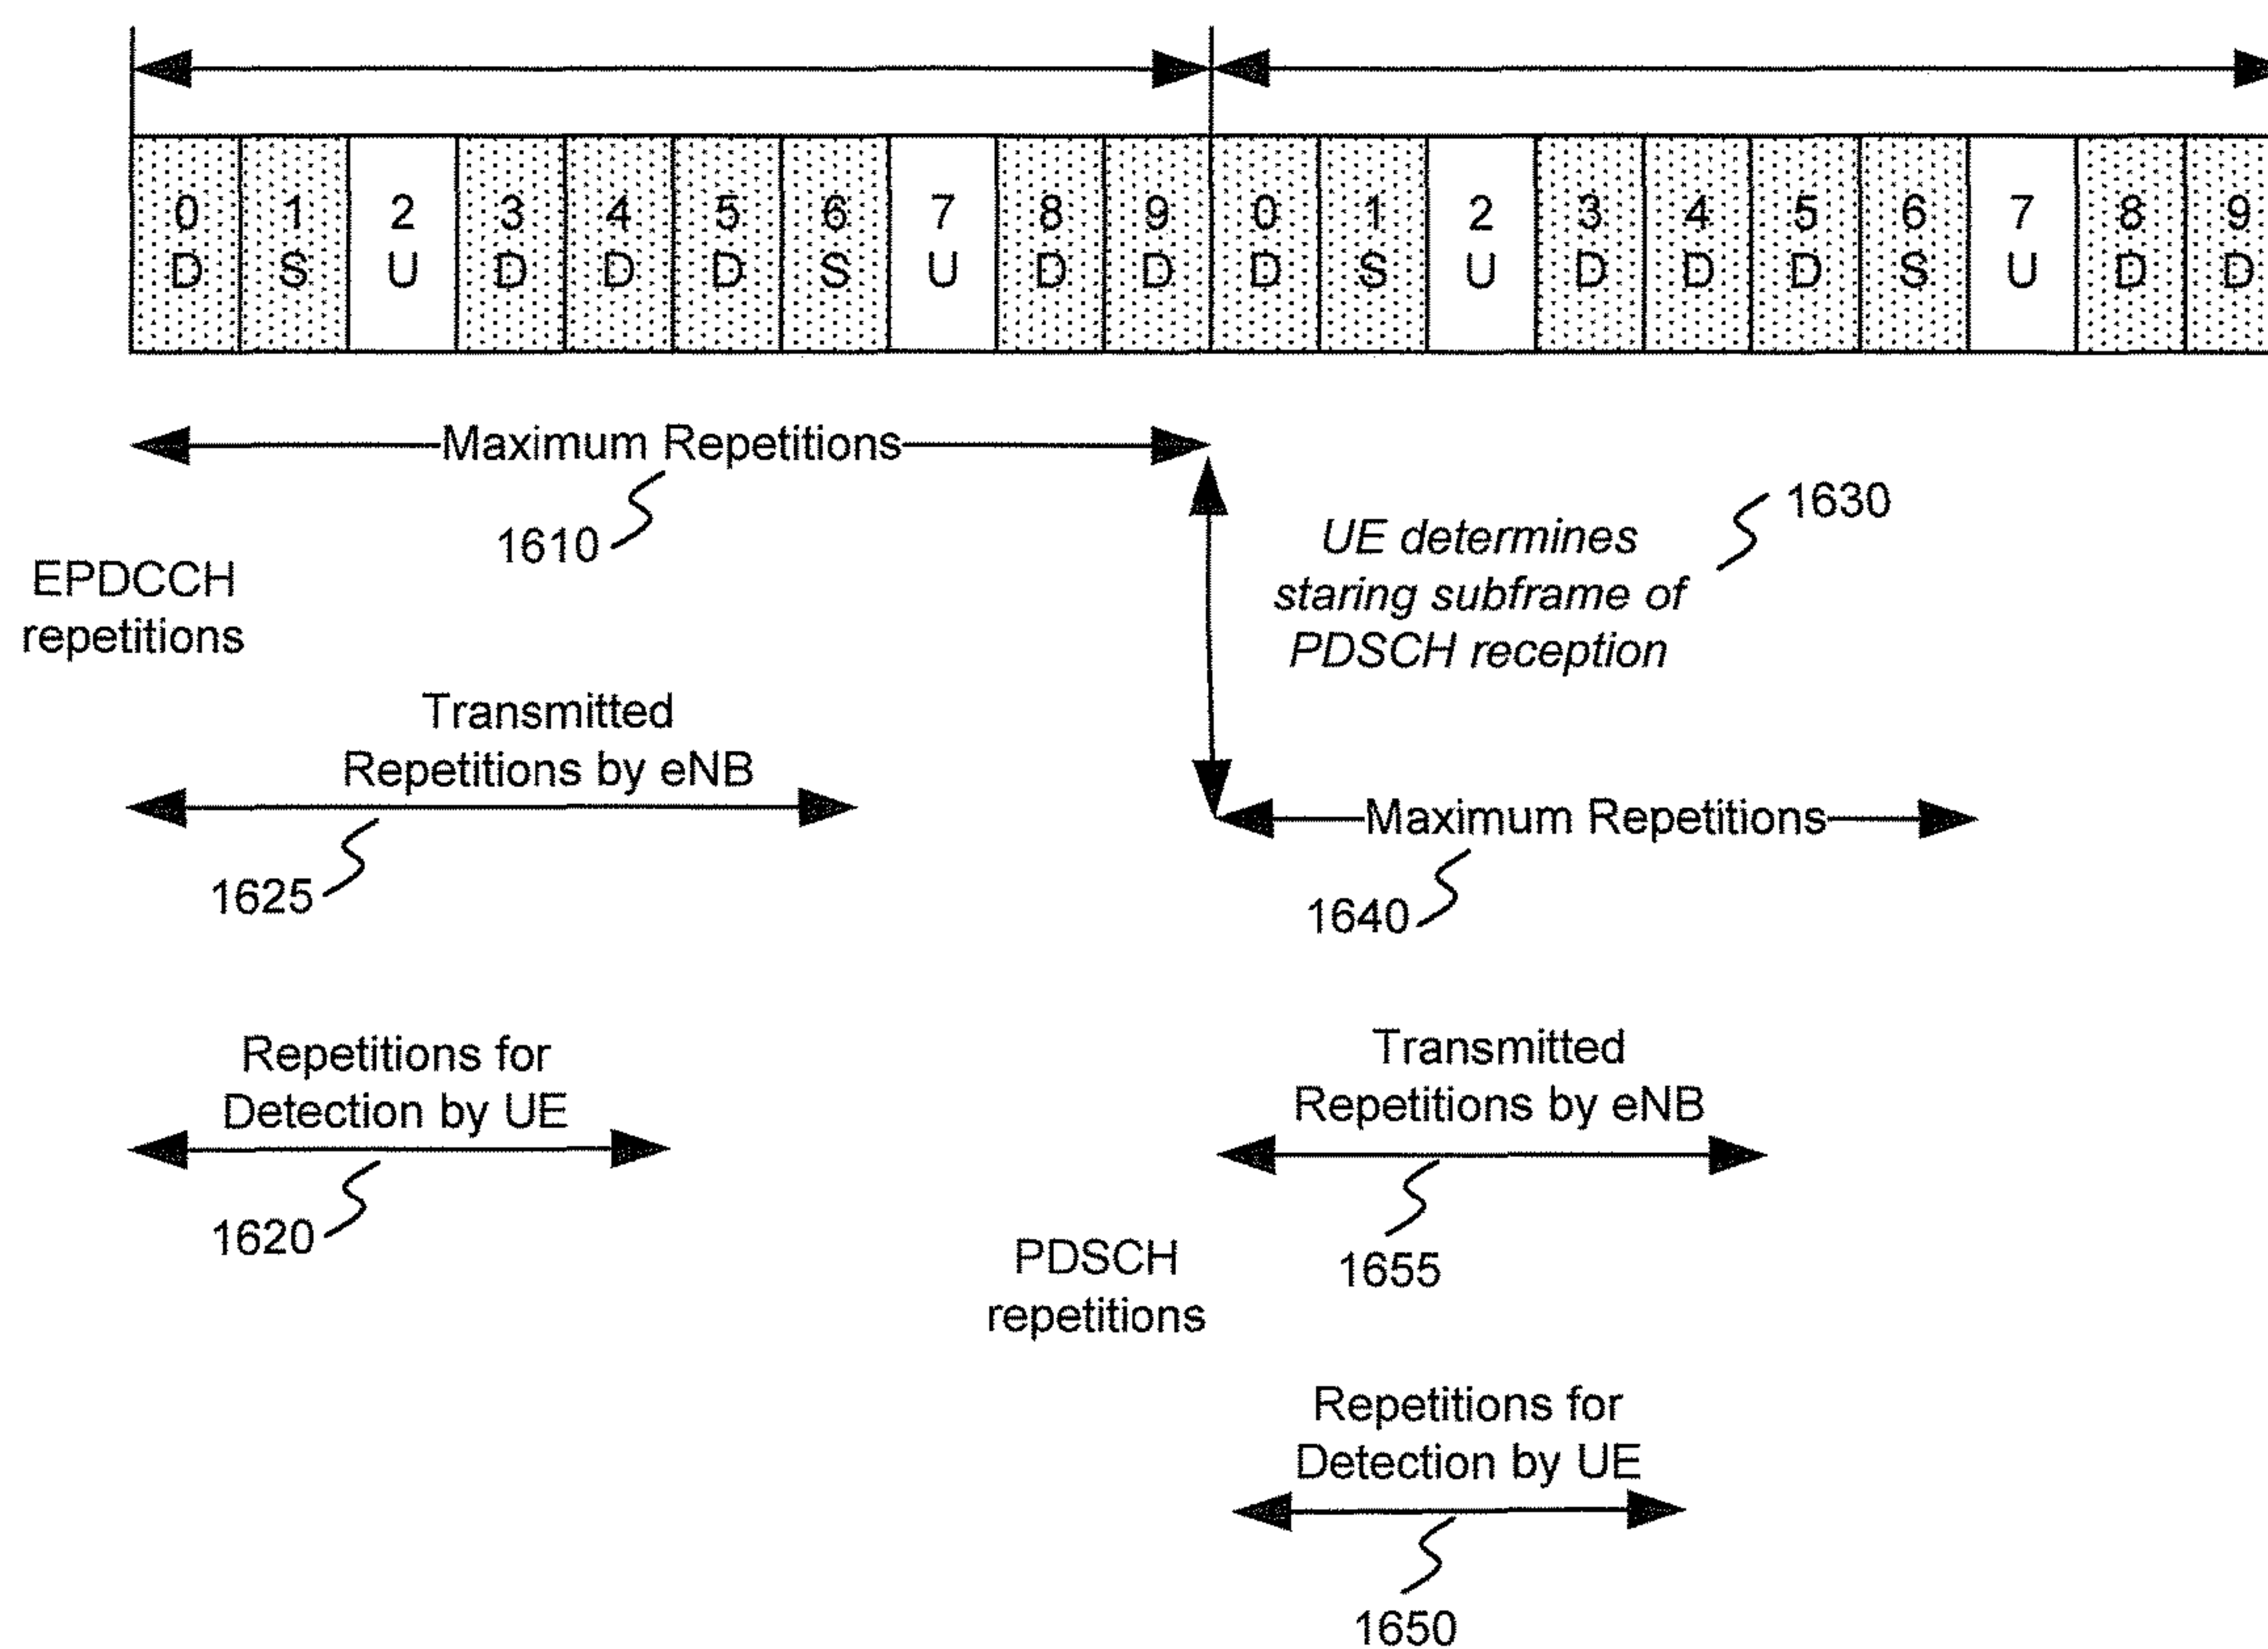 0 1 2 3 4 5 6 7 8 9 0 1 2 3 4 5 6 7 8 9
D S U D D D S U D D D S U D D D S U D D
Maximum Repetitions
1610
1630
UE determines
staring subframe of
PDSCH reception
EPDCCH
repetitions
Transmitted
Repetitions by eNB
1625
Maximum Repetitions
1640
Repetitions for
Detection by UE
1620
Transmitted
Repetitions by eNB
1655
PDSCH
repetitions
Repetitions for
Detection by UE
1650